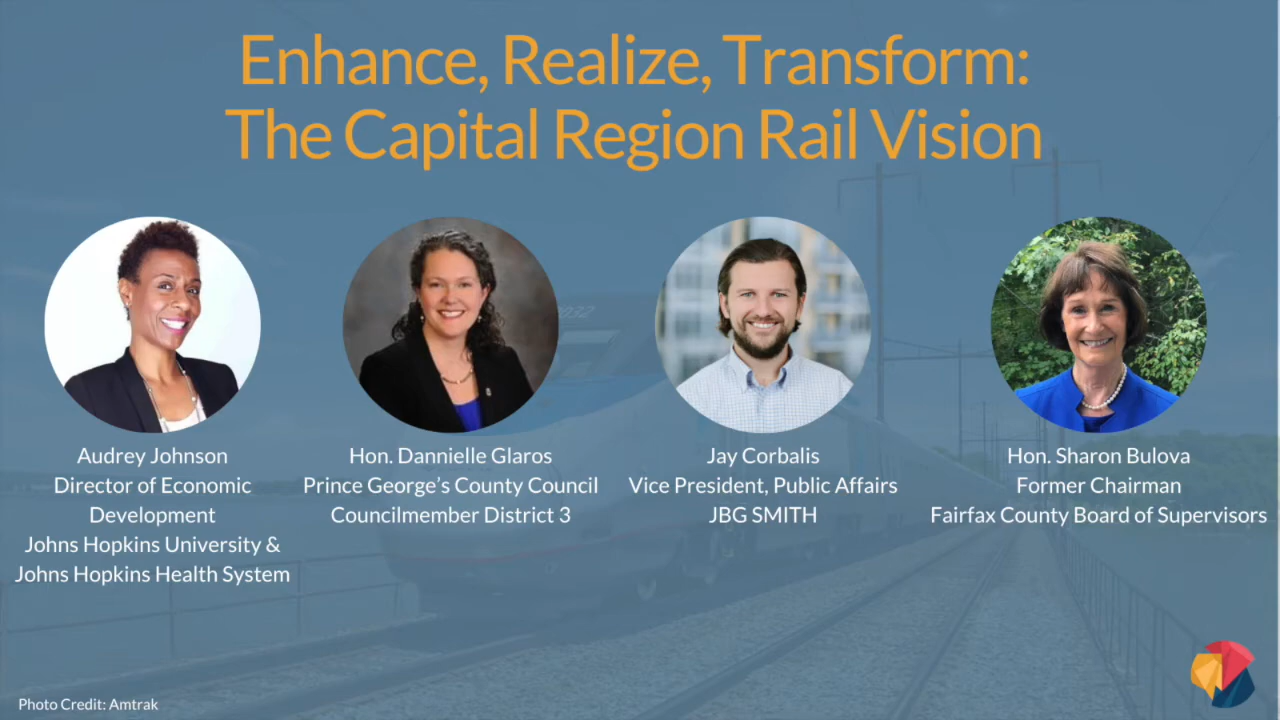 Enhance, Realize, Transform:
The Capital Region Rail Vision
Audrey Johnson
Director of Economic
Development
Johns Hopkins University &
Johns Hopkins Health System
Hon. Dannielle Glaros
Prince George's County Council
Councilmember District 3
Jay Corbalis
Vice President, Public Affairs
JBG SMITH
Hon. Sharon Bulova
Former Chairman
Fairfax County Board of Supervisors
Photo Credit: Amtrak